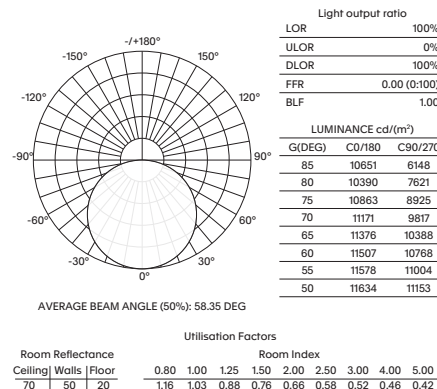 -/+180°
-150° 150°
-120° 120°
-90° 90°
-60° 60°
-30° 30°
0°
AVERAGE BEAM ANGLE (50%): 58.35 DEG
Light output ratio
LOR 100%
ULOR 0%
DLOR 100%
FFR 0.00 (0:100)
BLF 1.00
LUMINANCE cd/(m²)
G(DEG) C0/180 C90/270
85 10651 6148
80 10390 7621
75 10863 8925
70 11171 9817
65 11376 10388
60 11507 10768
55 11578 11004
50 11634 11153
Utilisation Factors
Room Reflectance Room Index
Ceiling Walls Floor 0.80 1.00 1.25 1.50 2.00 2.50 3.00 4.00 5.00
70 50 20 1.16 1.03 0.88 0.76 0.66 0.58 0.52 0.46 0.42